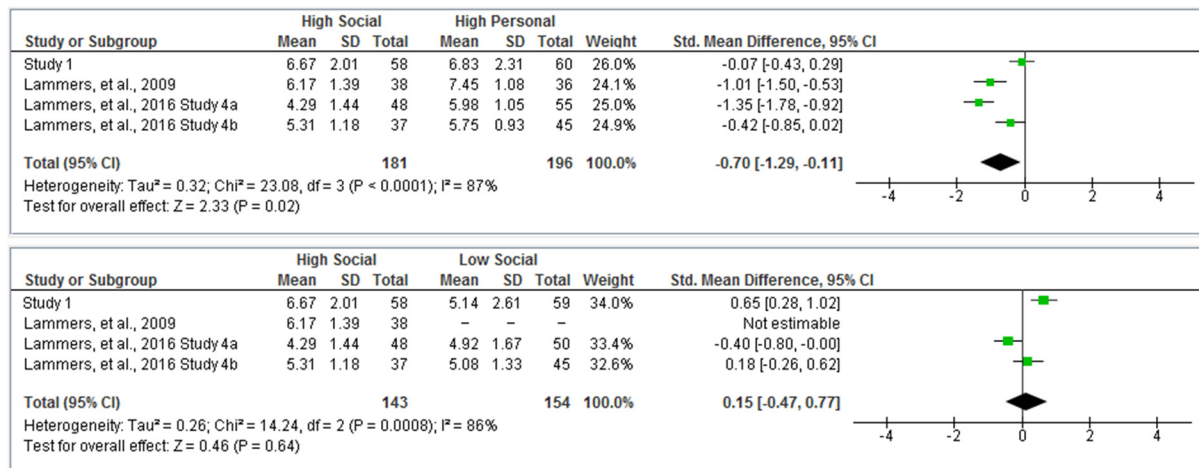 High Social High Personal
Study or Subgroup Mean SD Total Mean SD Total Weight Std. Mean Difference, 95% CI
Study 1 6.67 2.01 58 6.83 2.31 60 26.0% -0.07 [-0.43, 0.29]
Lammers, et al., 2009 6.17 1.39 38 7.45 1.08 36 24.1% -1.01 [-1.50, -0.53]
Lammers, et al., 2016 Study 4a 4.29 1.44 48 5.98 1.05 55 25.0% -1.35 [-1.78, -0.92]
Lammers, et al., 2016 Study 4b 5.31 1.18 37 5.75 0.93 45 24.9% -0.42 [-0.85, 0.02]
Total (95% CI) 181 196 100.0% -0.70 [-1.29, -0.11]
Heterogeneity: Tau² = 0.32; Chi² = 23.08, df = 3 (P < 0.0001); I² = 87%
Test for overall effect: Z = 2.33 (P = 0.02)
-4 -2 0 2 4
High Social Low Social
Study or Subgroup Mean SD Total Mean SD Total Weight Std. Mean Difference, 95% CI
Study 1 6.67 2.01 58 5.14 2.61 59 34.0% 0.65 [0.28, 1.02]
Lammers, et al., 2009 6.17 1.39 38 – – – Not estimable
Lammers, et al., 2016 Study 4a 4.29 1.44 48 4.92 1.67 50 33.4% -0.40 [-0.80, -0.00]
Lammers, et al., 2016 Study 4b 5.31 1.18 37 5.08 1.33 45 32.6% 0.18 [-0.26, 0.62]
Total (95% CI) 143 154 100.0% 0.15 [-0.47, 0.77]
Heterogeneity: Tau² = 0.26; Chi² = 14.24, df = 2 (P = 0.0008); I² = 86%
Test for overall effect: Z = 0.46 (P = 0.64)
-4 -2 0 2 4